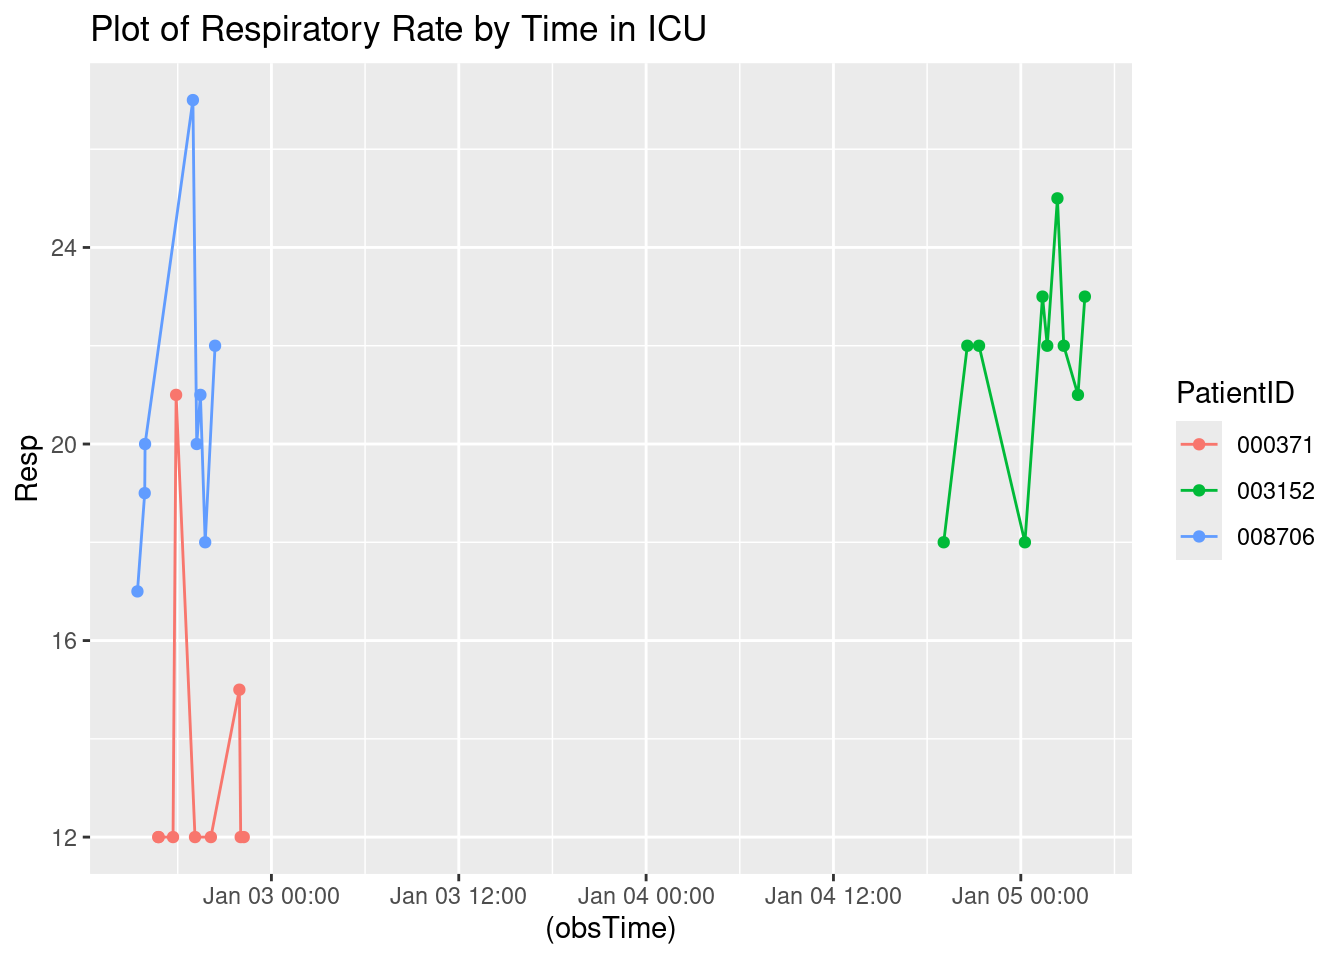 Plot of Respiratory Rate by Time in ICU
Resp
24
20
16
12
Jan 03 00:00
Jan 03 12:00
Jan 04 00:00
Jan 04 12:00
Jan 05 00:00
(obsTime)
PatientID
000371
003152
008706